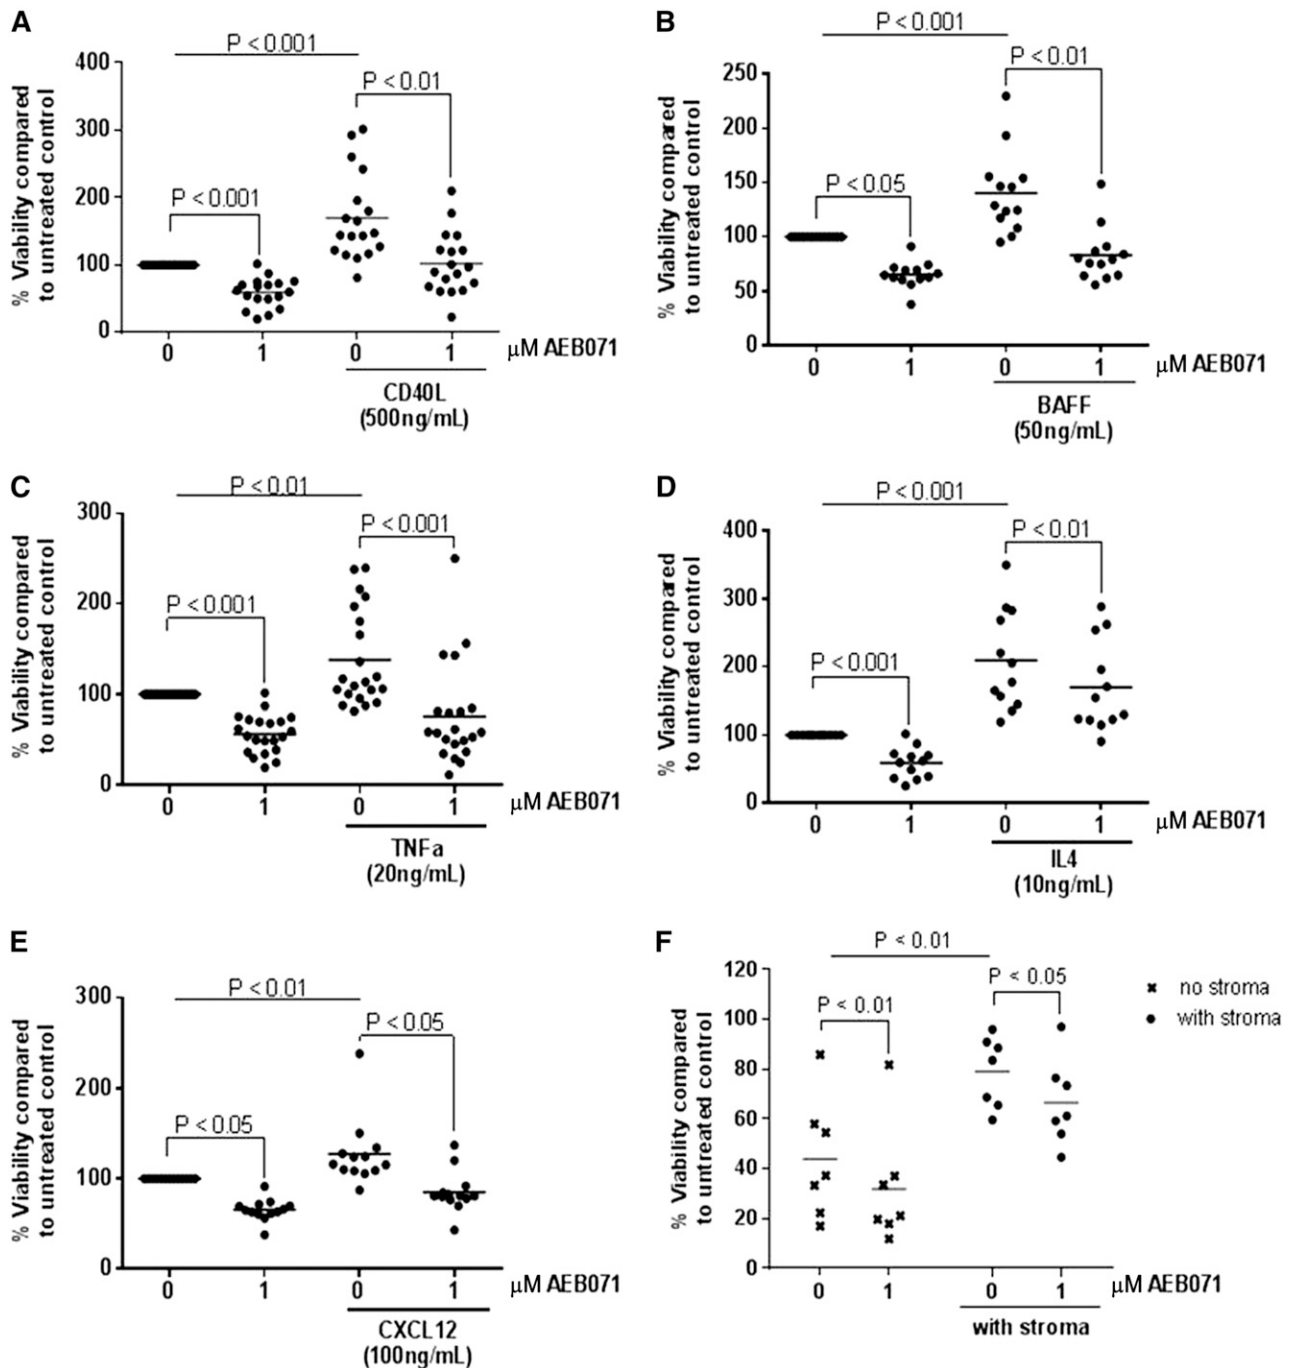 A
P < 0.001
P < 0.01
P < 0.001
% Viability compared
to untreated control
400
300
200
100
0
0 1 0 1 µM AEB071
CD40L
(500ng/mL)
B
P < 0.001
P < 0.01
P < 0.05
% Viability compared
to untreated control
250
200
150
100
50
0
0 1 0 1 µM AEB071
BAFF
(50ng/mL)
C
P < 0.01
P < 0.001
P < 0.001
% Viability compared
to untreated control
300
200
100
0
0 1 0 1 µM AEB071
TNFa
(20ng/mL)
D
P < 0.001
P < 0.01
P < 0.001
% Viability compared
to untreated control
400
300
200
100
0
0 1 0 1 µM AEB071
IL4
(10ng/mL)
E
P < 0.01
P < 0.05
P < 0.05
% Viability compared
to untreated control
300
200
100
0
0 1 0 1 µM AEB071
CXCL12
(100ng/mL)
F
P < 0.01
P < 0.05
P < 0.01
% Viability compared
to untreated control
120
100
80
60
40
20
0
0 1 0 1 µM AEB071
with stroma
no stroma
with stroma